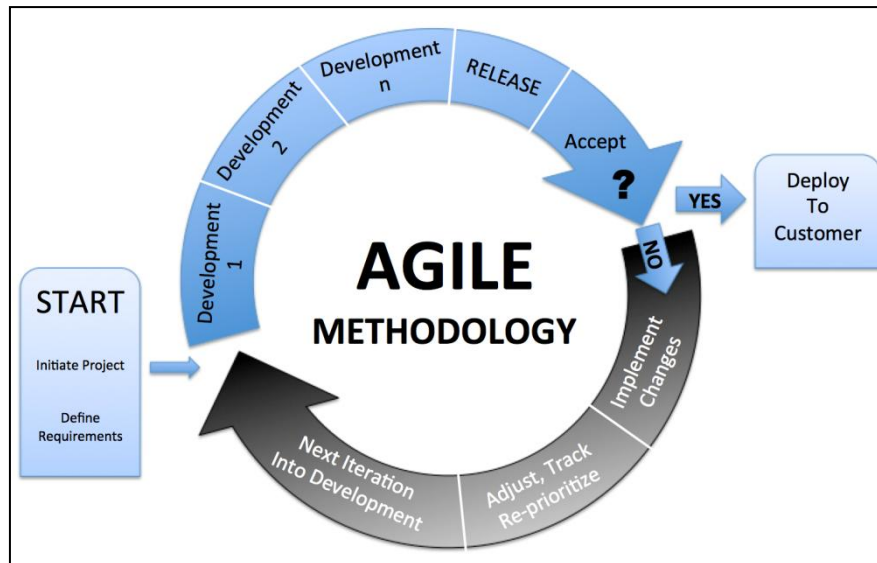 START
Initiate Project
Define
Requirements
Development
1
Development
2
Development
n
RELEASE
Accept
?
YES
Deploy
To
Customer
NO
Implement
Changes
Adjust, Track
Re-prioritize
Next Iteration
Into Development
AGILE
METHODOLOGY